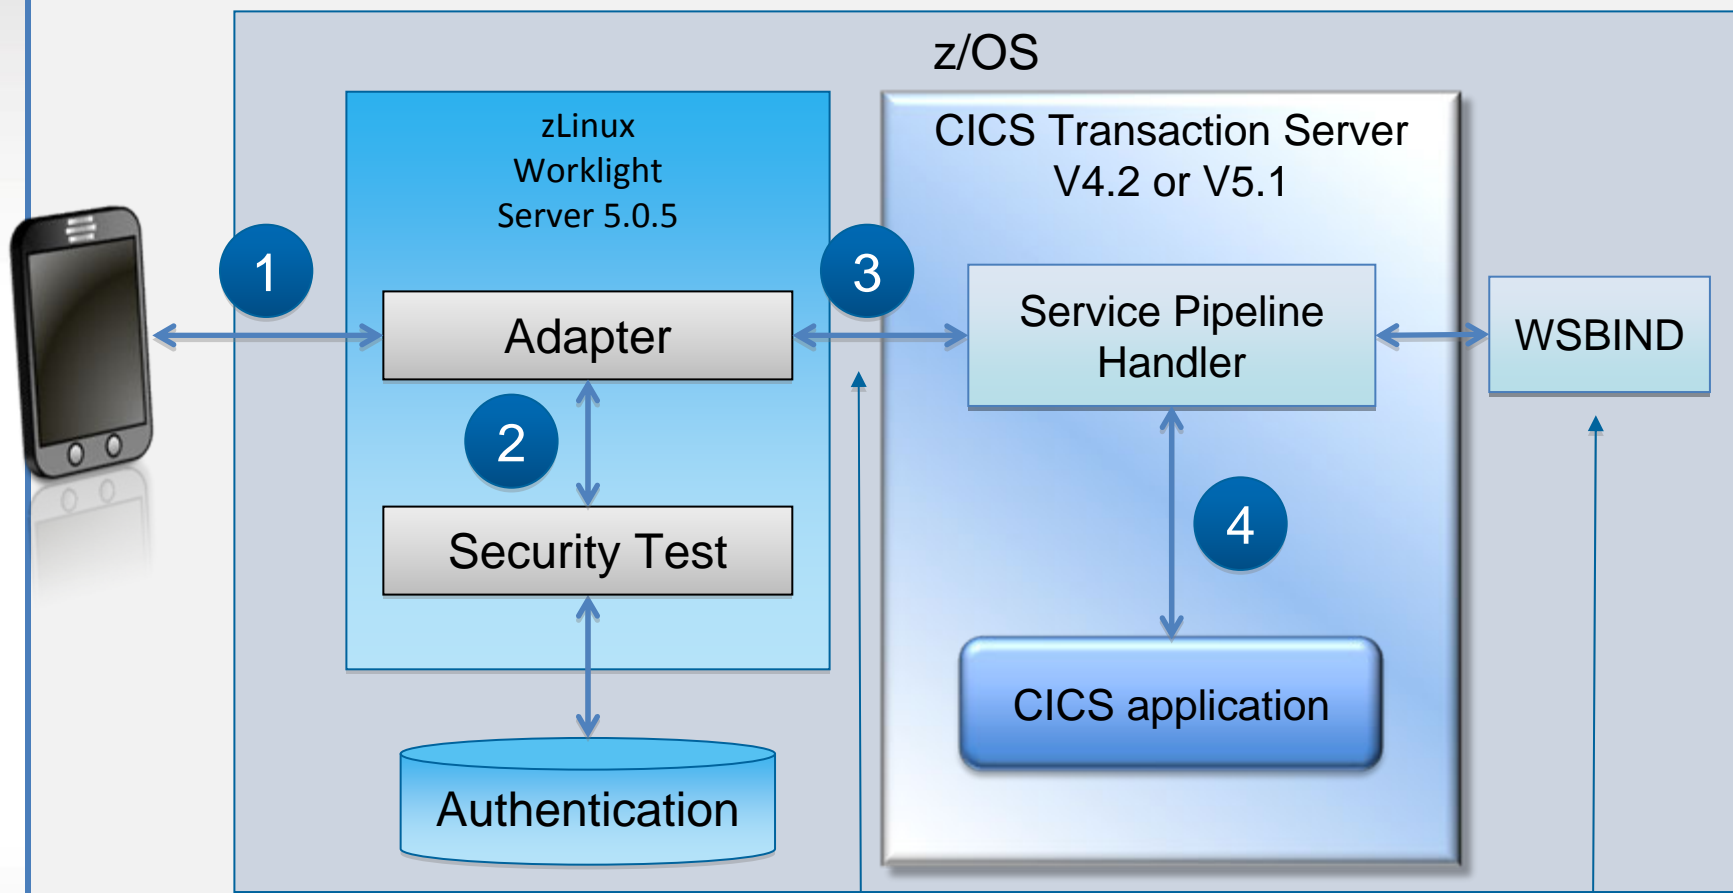 z/OS
zLinux
Worklight
Server 5.0.5
CICS Transaction Server
V4.2 or V5.1
1
3
Adapter
Service Pipeline
Handler
WSBIND
2
4
Security Test
CICS application
Authentication